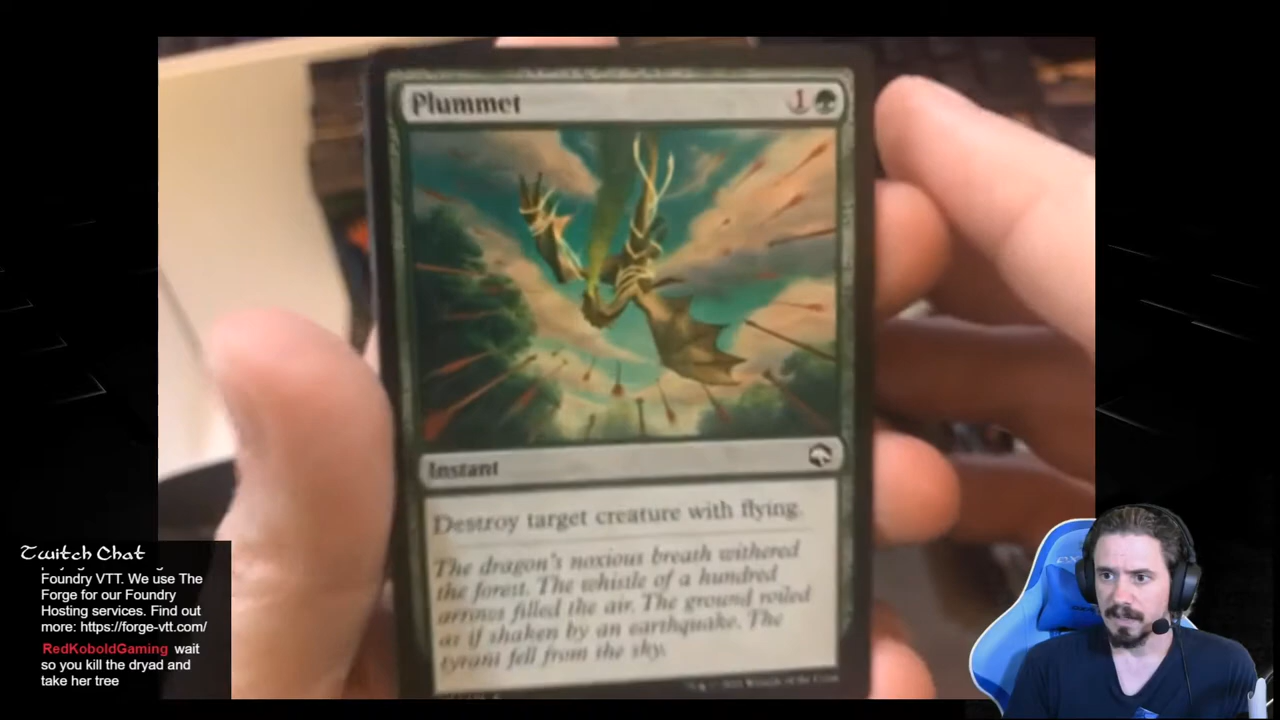 Plummet
1
Instant
Destroy target creature with flying.
The dragon's noxious breath withered
the forest. The whistle of a hundred
arrows filled the air. The ground roiled
as if shaken by an earthquake. The
tyrant fell from the sky.
Twitch Chat
Foundry VTT. We use The
Forge for our Foundry
Hosting services. Find out
more: https://forge-vtt.com/
RedKoboldGaming wait
so you kill the dryad and
take her tree